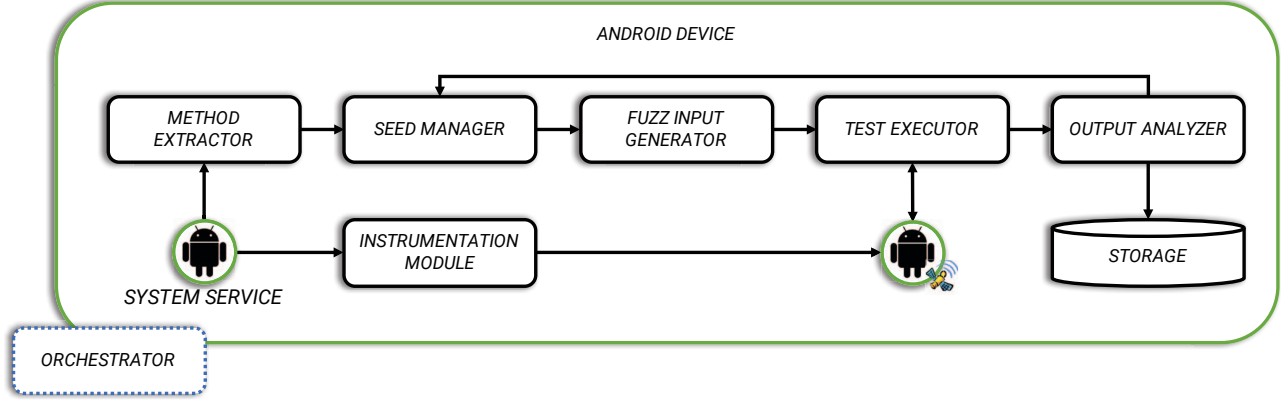 ANDROID DEVICE
METHOD
EXTRACTOR
SEED MANAGER
FUZZ INPUT
GENERATOR
TEST EXECUTOR
OUTPUT ANALYZER
INSTRUMENTATION
MODULE
STORAGE
SYSTEM SERVICE
ORCHESTRATOR